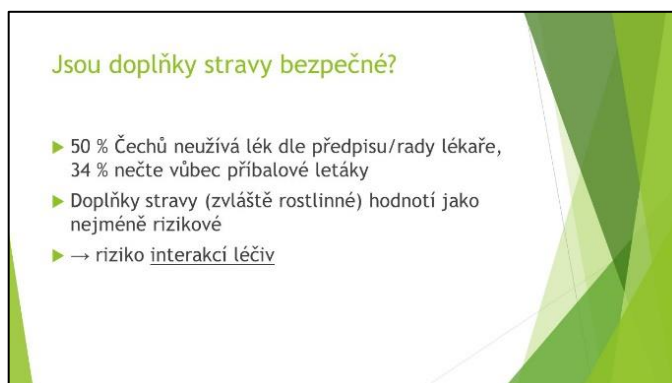 Jsou doplňky stravy bezpečné?
50 % Čechů neužívá lék dle předpisu/rady lékaře,
34 % nečte vůbec příbalové letáky
Doplňky stravy (zvláště rostlinné) hodnotí jako
nejméně rizikové
→ riziko interakcí léčiv